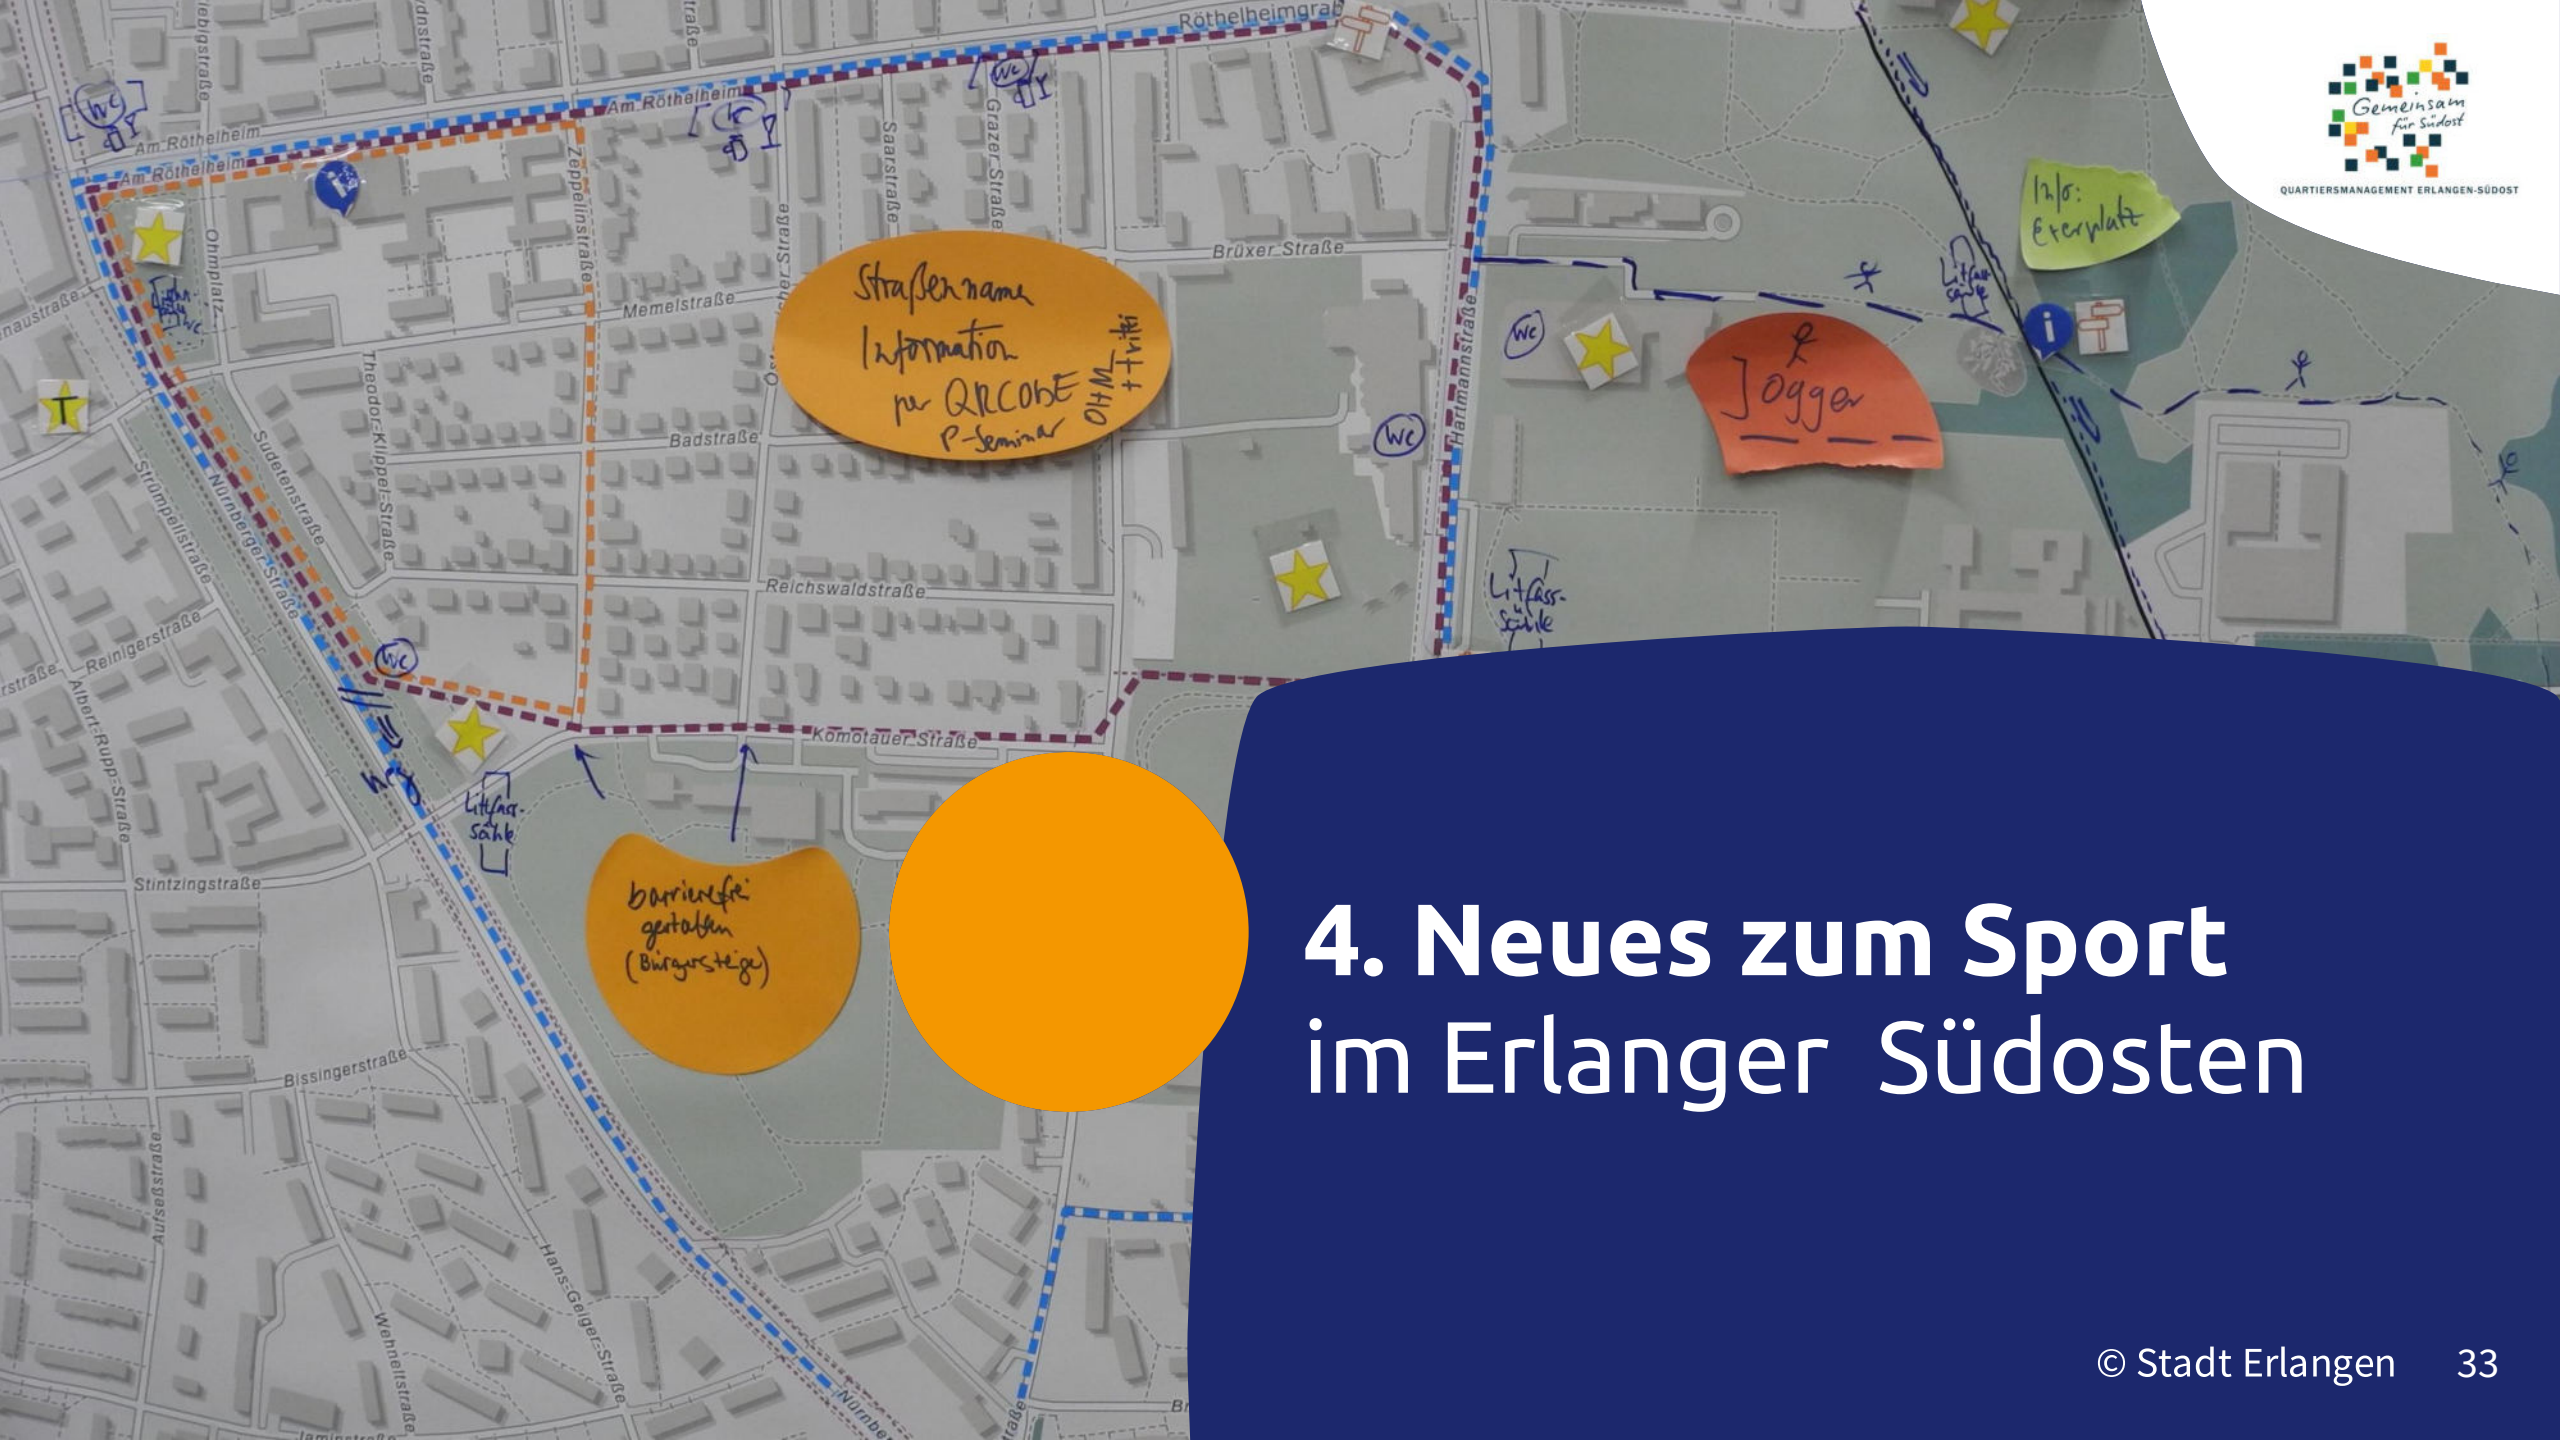 Röthelheimgrab
Am Röthelheim
Am Röthelheim
Am Röthelheim
WC
WC
Zeppelinstraße
Saarstraße
Grazer Straße
Ohmplatz
Brüxer Straße
Memelstraße
Hartmannstraße
Straßenname
Information
per QRCODE
P-Seminar
OHM
Info:
Exerplatz
Gemeinsam
für Südost
QUARTIERSMANAGEMENT ERLANGEN-SÜDOST
i
WC
WC
Jogger
T
Theodor-Klippel-Straße
Sudetenstraße
Badstraße
Strümpellstraße
Nürnberger Straße
Reichswaldstraße
Litfass-
säule
Reinigerstraße
Albert-Rupp-Straße
WC
Komotauer Straße
Litfass-
säule
Stintzingstraße
barrierefrei
gestalten
(Bürgersteige)
4. Neues zum Sport
im Erlanger Südosten
Bissingerstraße
Aufseßstraße
Hans-Geiger-Straße
Wehneltstraße
Nürnbe
© Stadt Erlangen 33